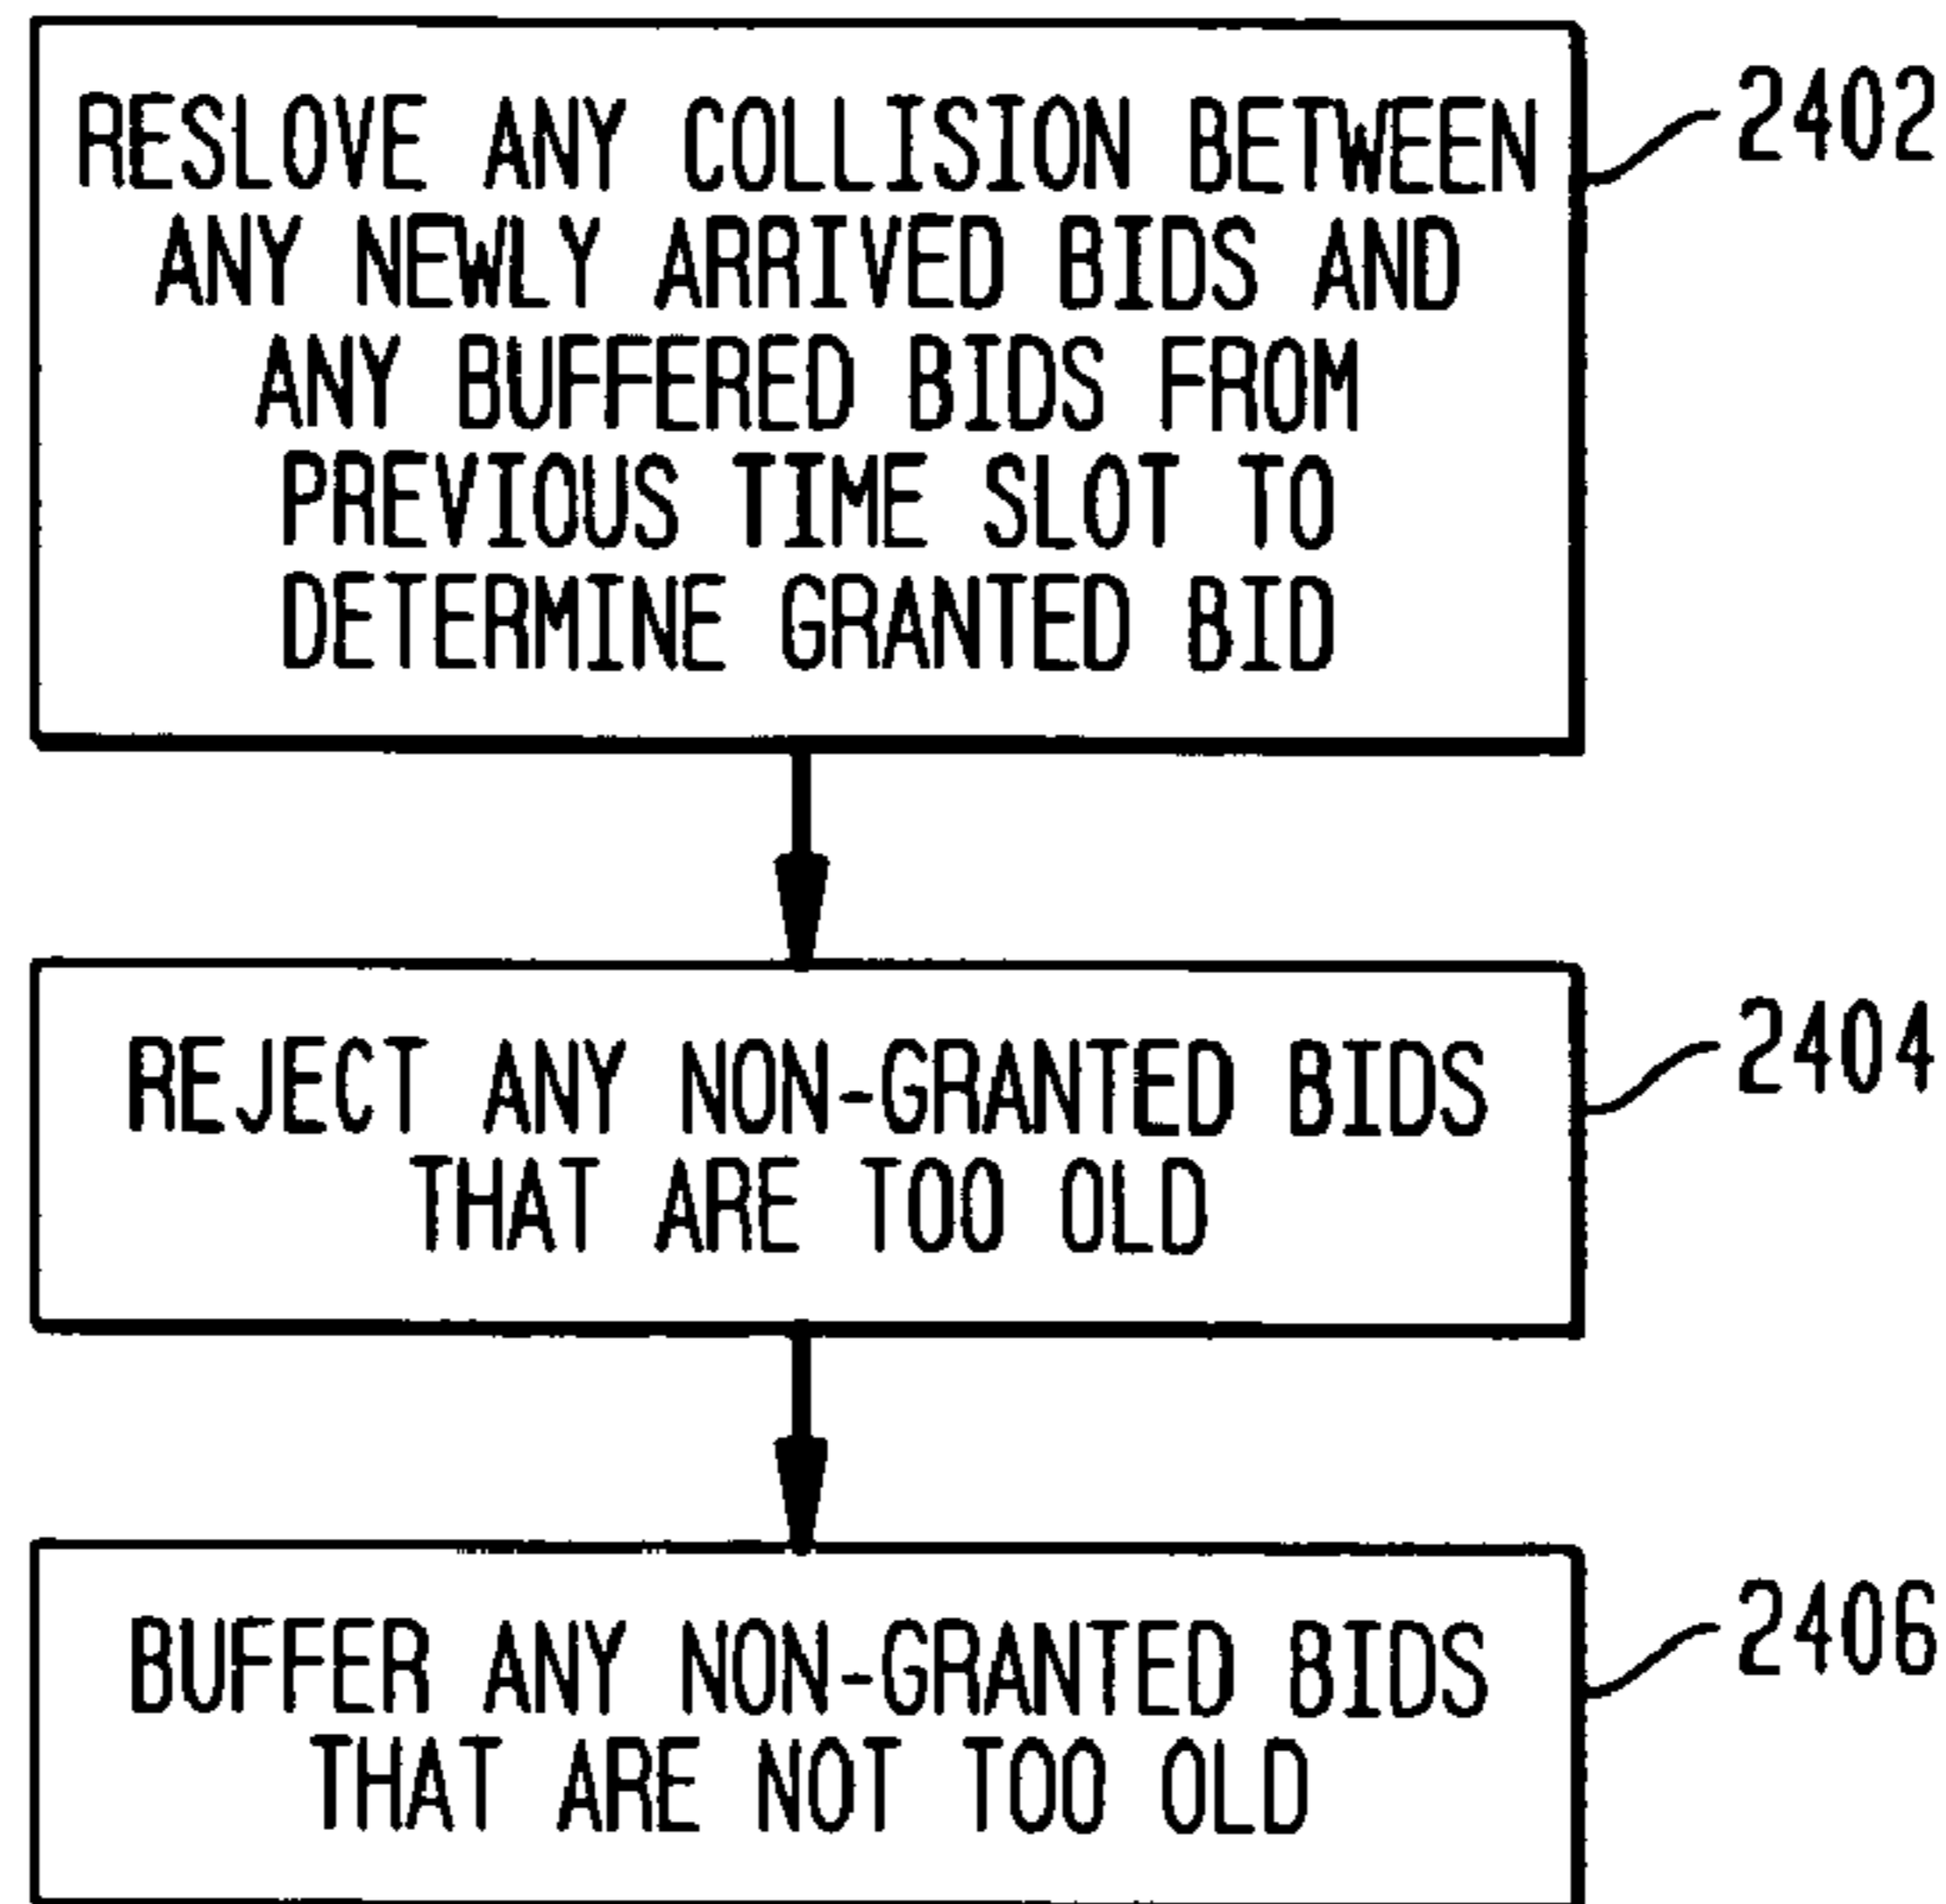 RESLOVE ANY COLLISION BETWEEN
ANY NEWLY ARRIVED BIDS AND
ANY BUFFERED BIDS FROM
PREVIOUS TIME SLOT TO
DETERMINE GRANTED BID
2402
REJECT ANY NON-GRANTED BIDS
THAT ARE TOO OLD
2404
BUFFER ANY NON-GRANTED BIDS
THAT ARE NOT TOO OLD
2406